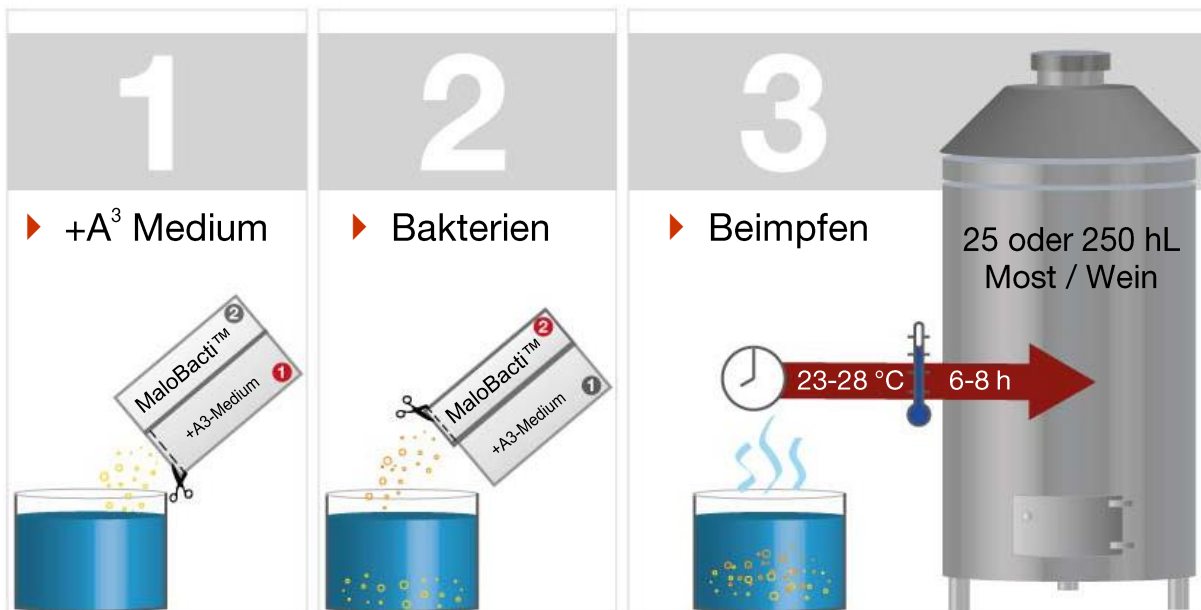 1
+A³ Medium
2
MaloBacti™
1
+A3-Medium
2
Bakterien
2
MaloBacti™
1
+A3-Medium
3
Beimpfen
23-28 °C
6-8 h
25 oder 250 hL
Most / Wein